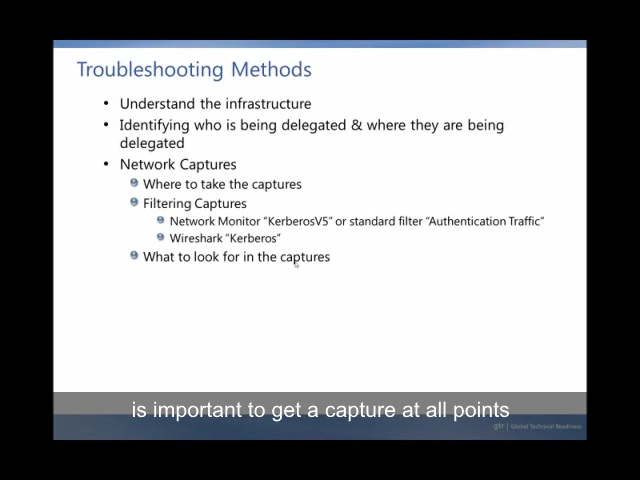 Troubleshooting Methods
• Understand the infrastructure
• Identifying who is being delegated & where they are being
delegated
• Network Captures
Where to take the captures
Filtering Captures
Network Monitor “KerberosV5” or standard filter “Authentication Traffic”
Wireshark “Kerberos”
What to look for in the captures
is important to get a capture at all points
gtr | Global Technical Readiness